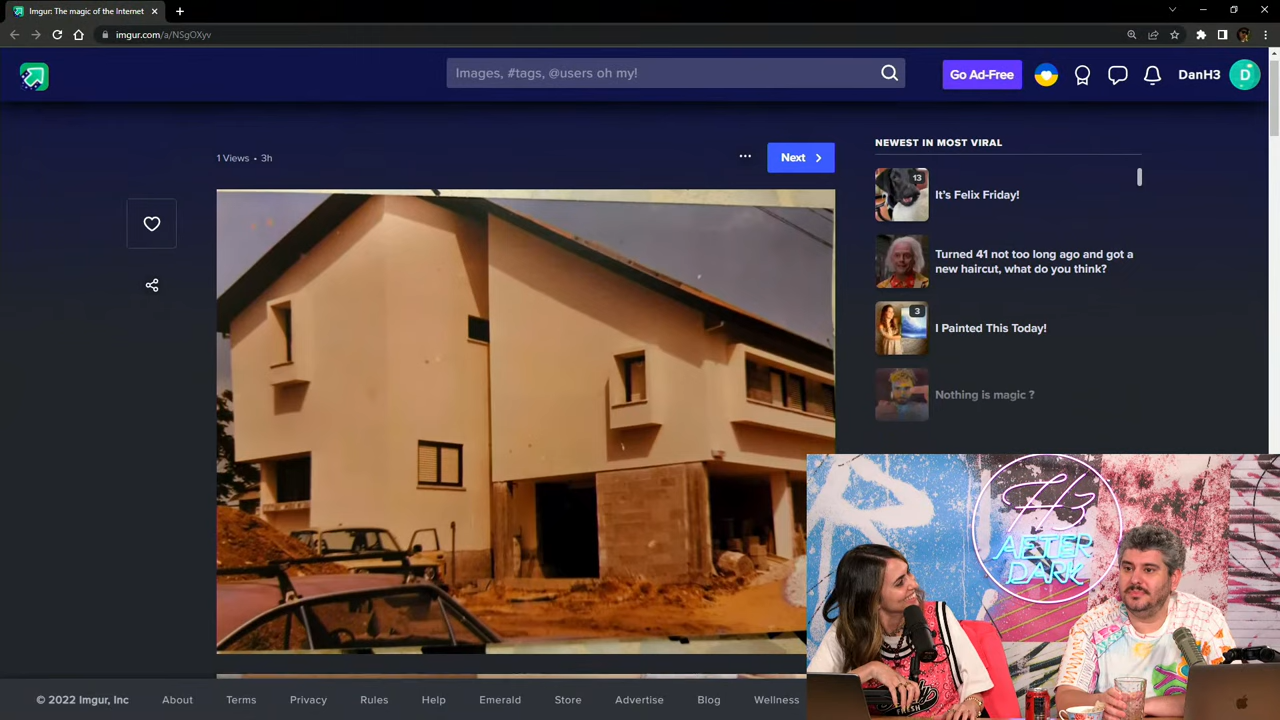 Imgur: The magic of the Internet
imgur.com/a/NSgOXyv
Images, #tags, @users oh my!
Go Ad-Free
DanH3
D
1 Views • 3h
Next
NEWEST IN MOST VIRAL
13
It's Felix Friday!
Turned 41 not too long ago and got a
new haircut, what do you think?
3
I Painted This Today!
Nothing is magic ?
H3
AFTER
DARK
FRESH
© 2022 Imgur, Inc
About
Terms
Privacy
Rules
Help
Emerald
Store
Advertise
Blog
Wellness